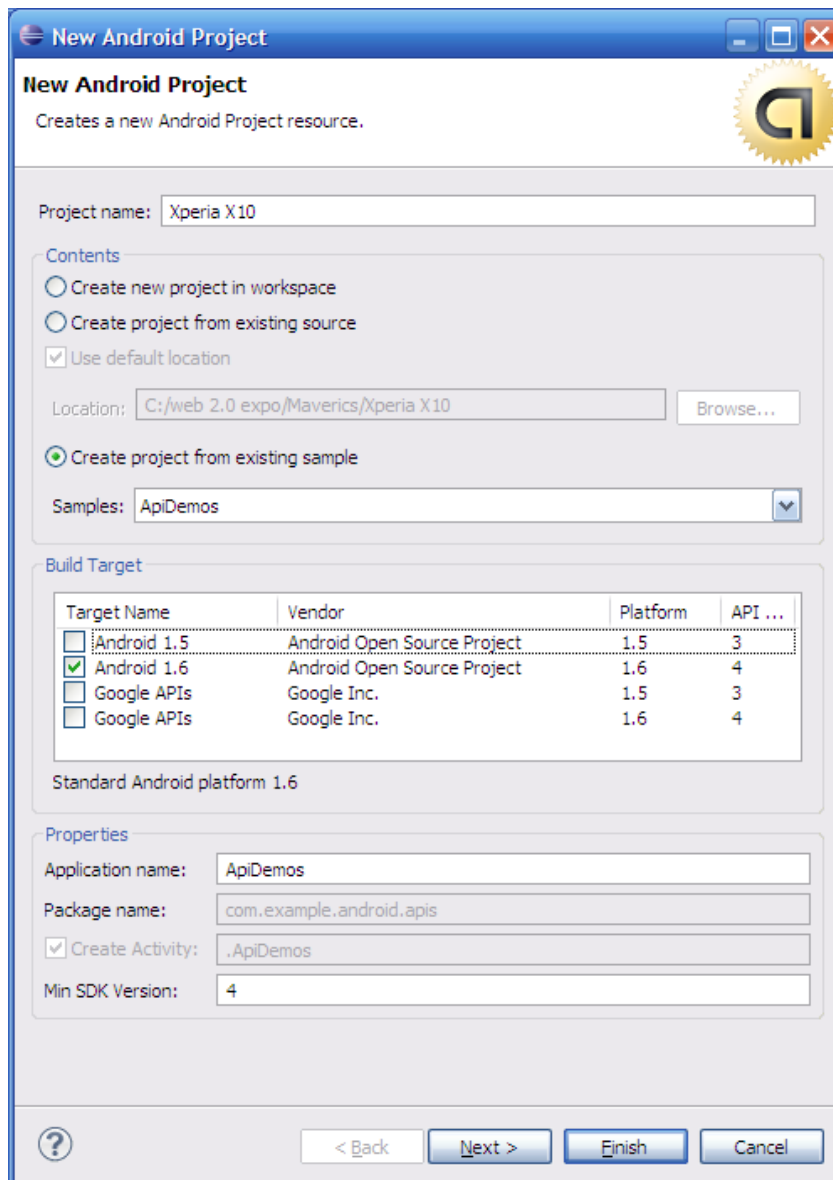 New Android Project
New Android Project
Creates a new Android Project resource.
Project name: Xperia X10
Contents
Create new project in workspace
Create project from existing source
Use default location
Location: C:/web 2.0 expo/Maverics/Xperia X10 Browse...
Create project from existing sample
Samples: ApiDemos
Build Target
Target Name Vendor Platform API ...
Android 1.5 Android Open Source Project 1.5 3
Android 1.6 Android Open Source Project 1.6 4
Google APIs Google Inc. 1.5 3
Google APIs Google Inc. 1.6 4
Standard Android platform 1.6
Properties
Application name: ApiDemos
Package name: com.example.android.apis
Create Activity: .ApiDemos
Min SDK Version: 4
? < Back Next > Finish Cancel